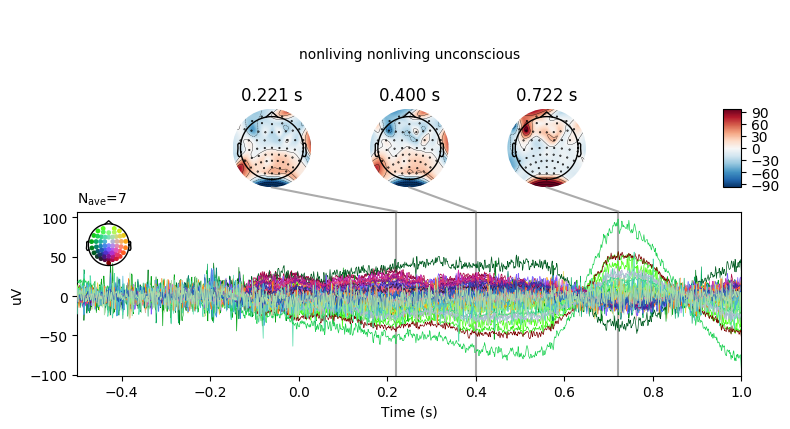 nonliving nonliving unconscious
0.221 s 0.400 s 0.722 s
90
60
30
0
−30
−60
−90
Nave=7
100
50
0
−50
−100
uV
−0.4 −0.2 0.0 0.2 0.4 0.6 0.8 1.0
Time (s)